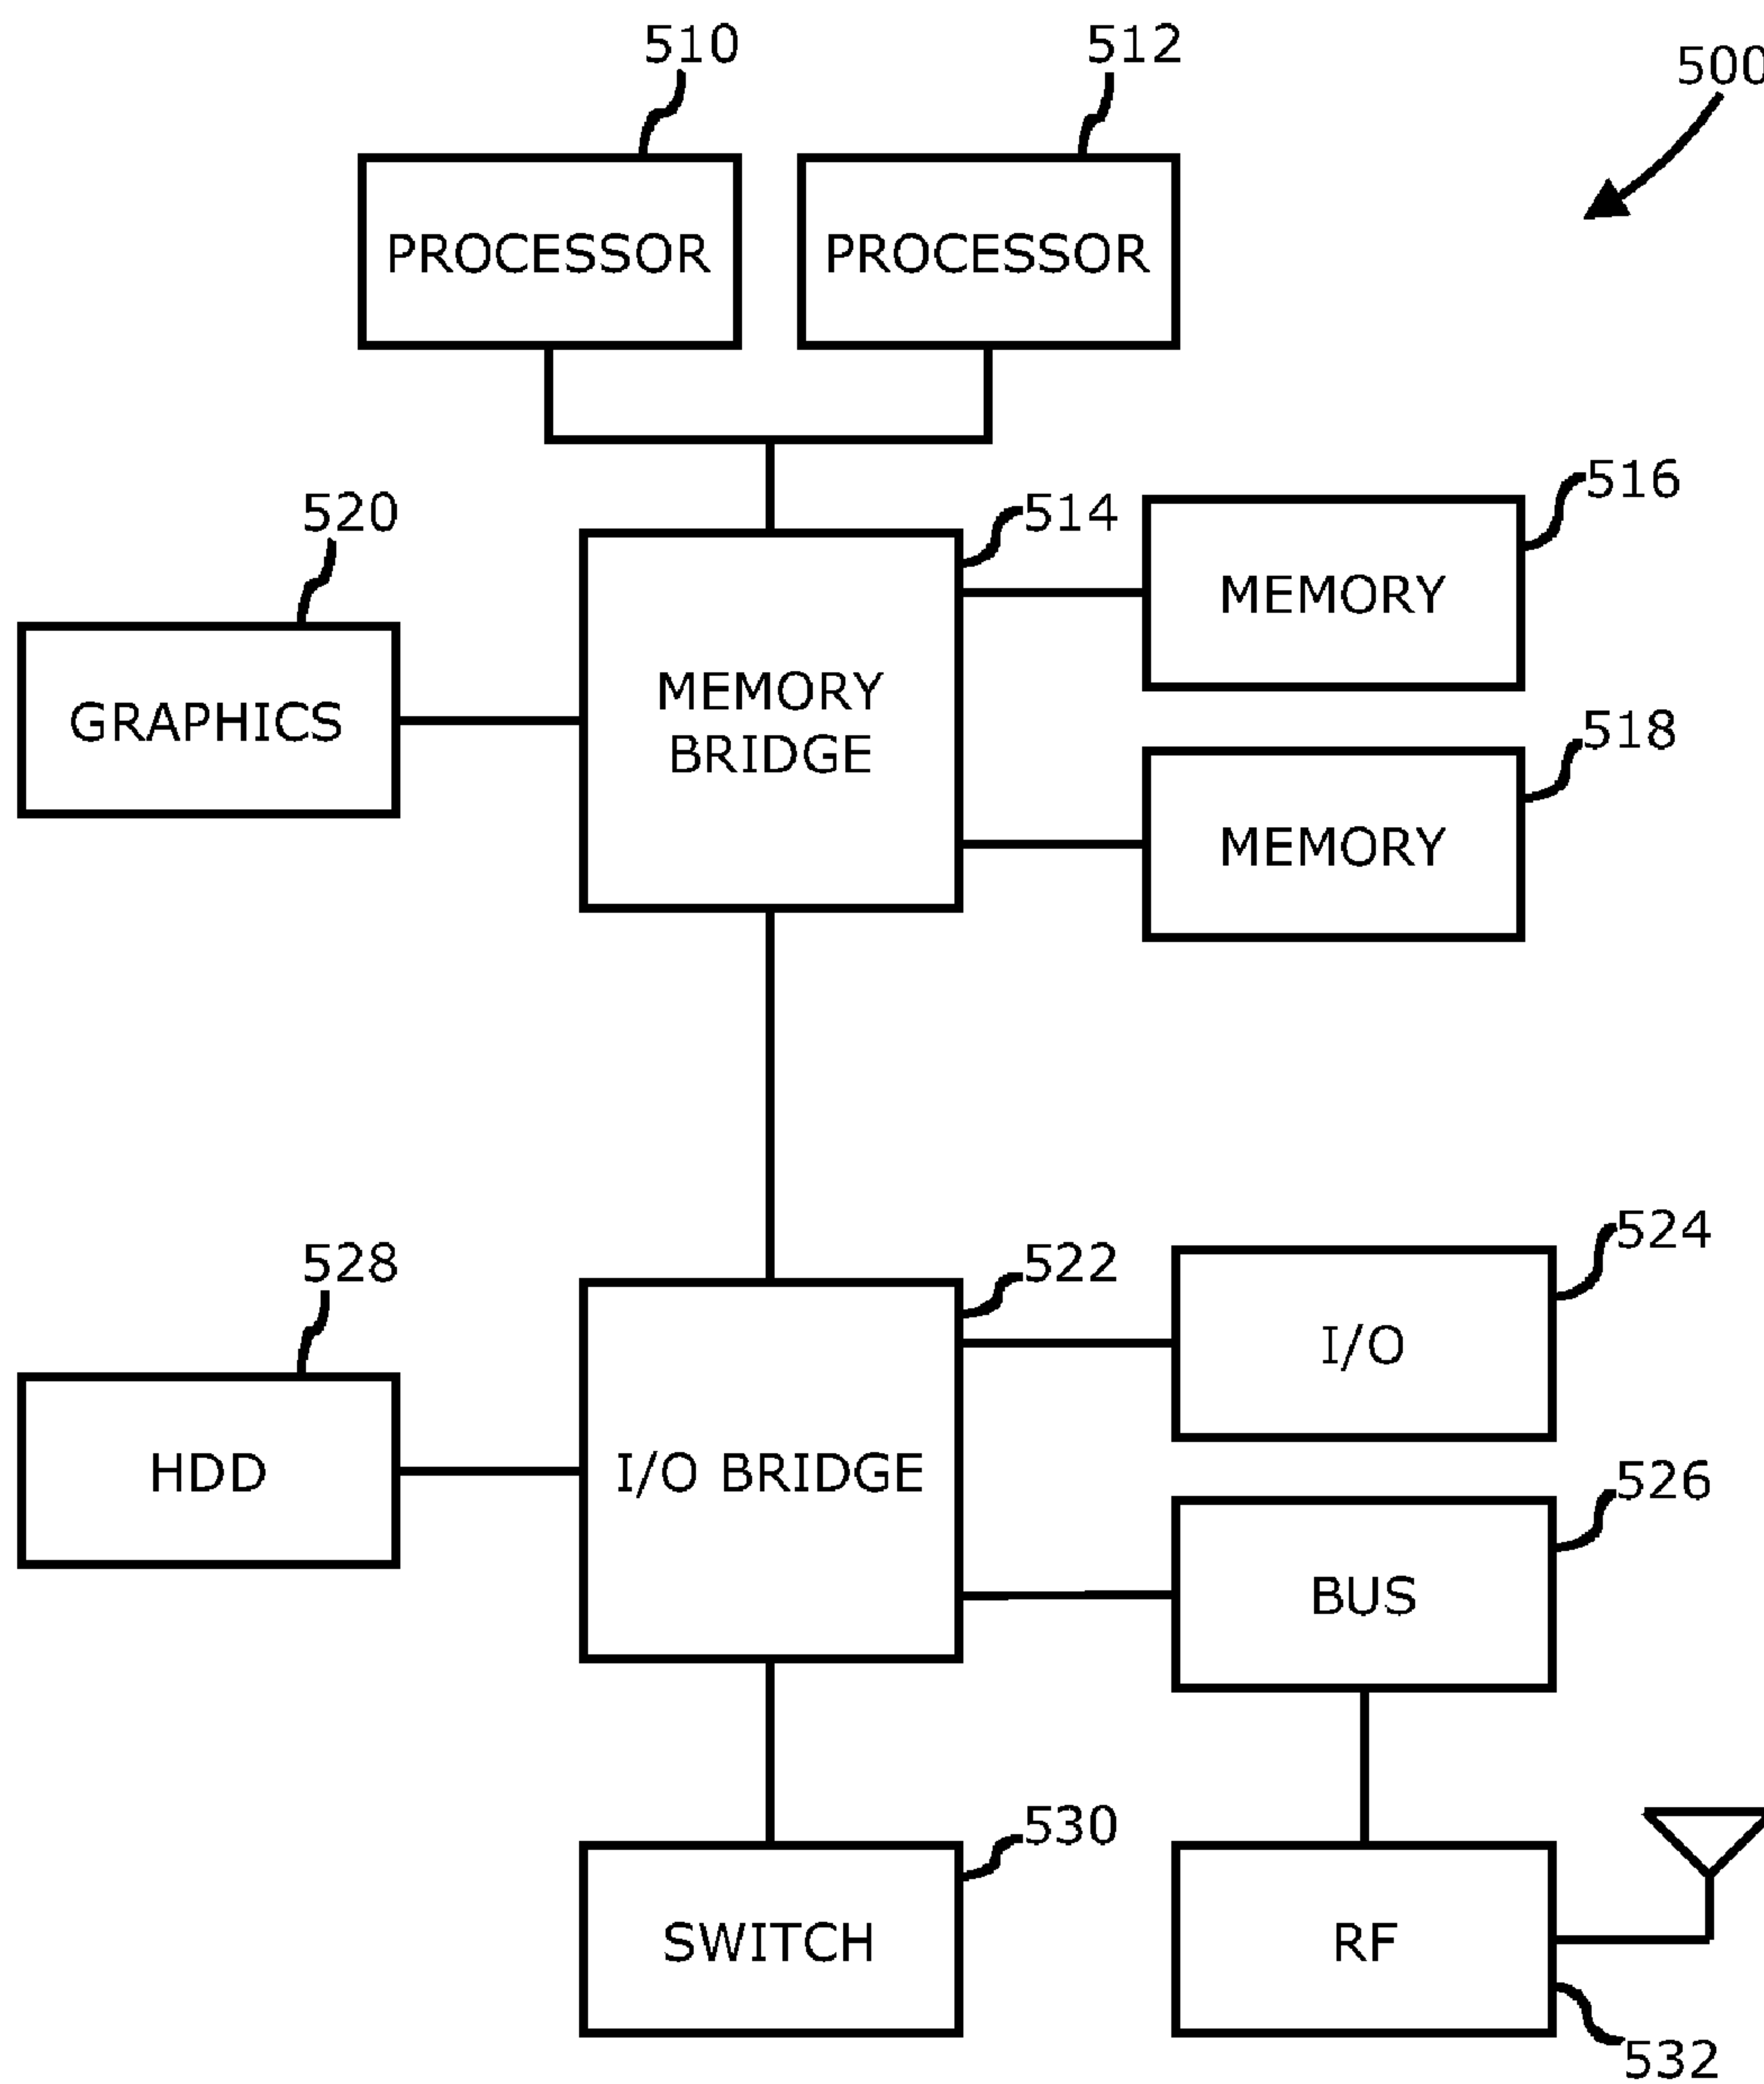 510
512
500
PROCESSOR
PROCESSOR
520
514
516
MEMORY
GRAPHICS
MEMORY
BRIDGE
518
MEMORY
528
522
524
I/O
HDD
I/O BRIDGE
526
BUS
530
SWITCH
RF
532